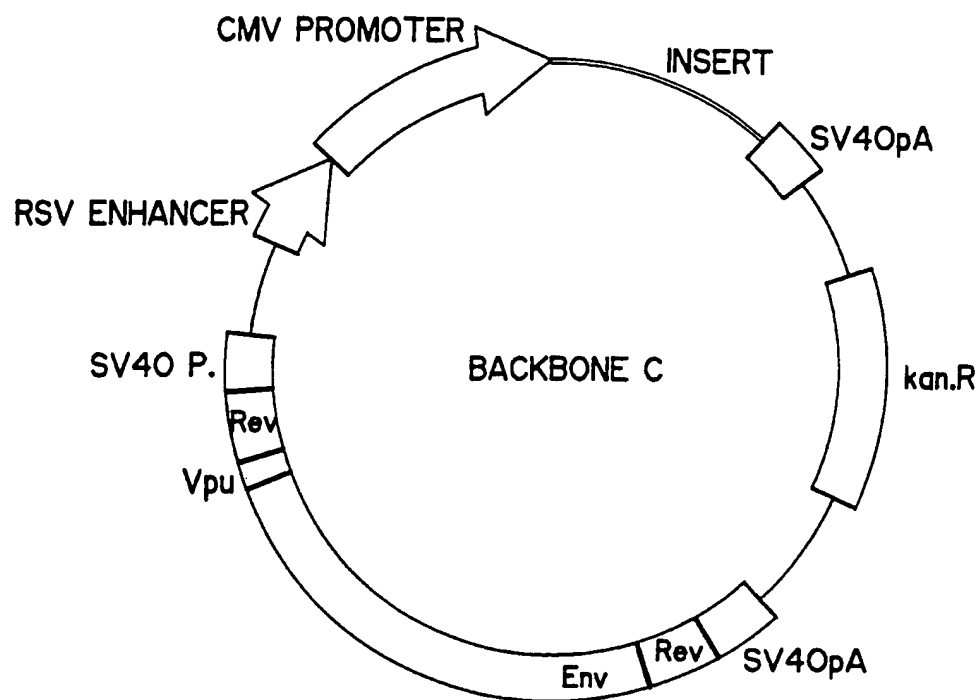 CMV PROMOTER
INSERT
SV40pA
RSV ENHANCER
SV40 P.
BACKBONE C
kan.R
Rev
Vpu
Env
Rev
SV40pA